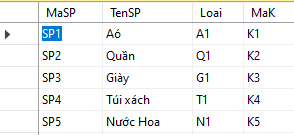 MaSP TenSP Loai MaK
SP1 Aó A1 K1
SP2 Quần Q1 K2
SP3 Giày G1 K3
SP4 Túi xách T1 K4
SP5 Nước Hoa N1 K5